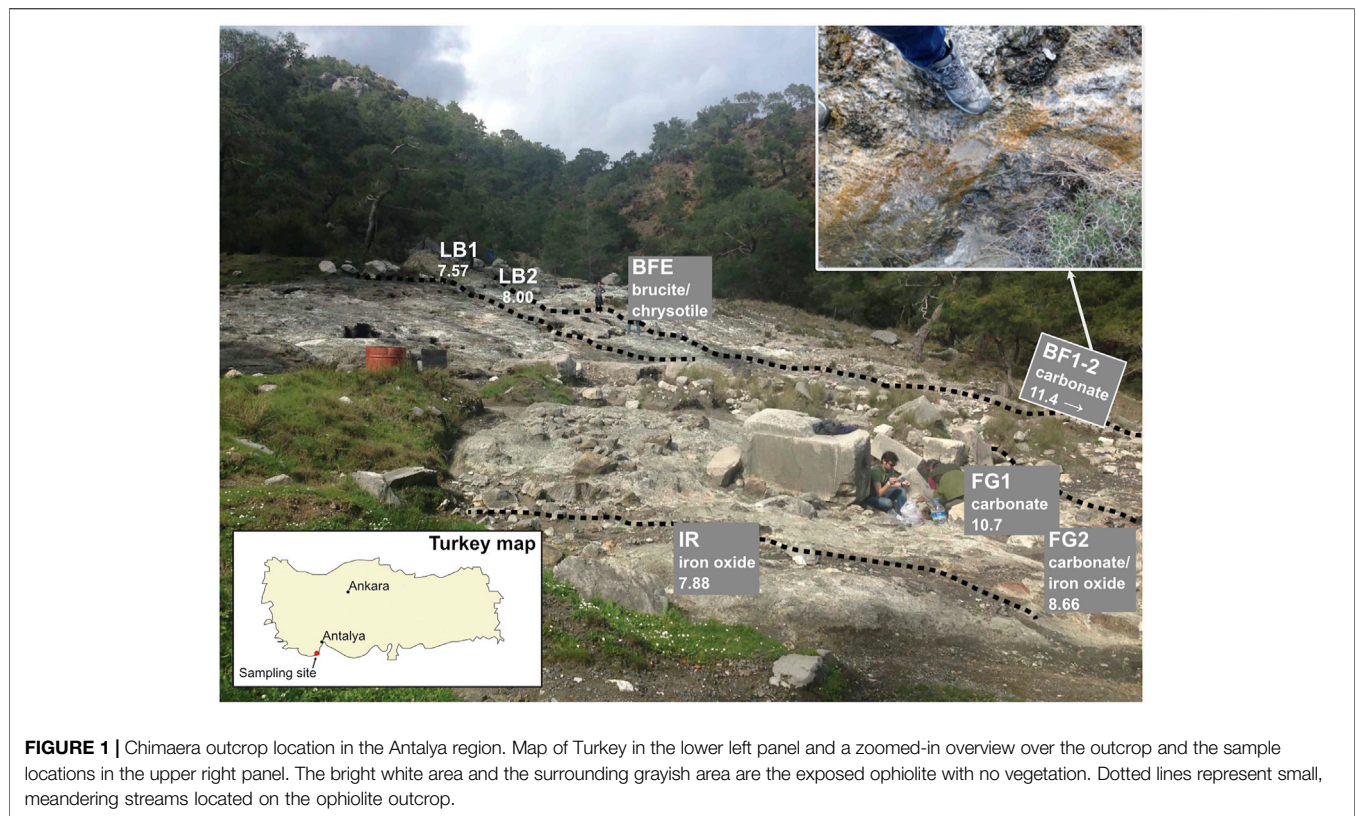 LB1
7.57
LB2
8.00
BFE
brucite/
chrysotile
BF1-2
carbonate
11.4 →
FG1
carbonate
10.7
IR
iron oxide
7.88
FG2
carbonate/
iron oxide
8.66
Turkey map
Ankara
Antalya
Sampling site
FIGURE 1 | Chimaera outcrop location in the Antalya region. Map of Turkey in the lower left panel and a zoomed-in overview over the outcrop and the sample
locations in the upper right panel. The bright white area and the surrounding grayish area are the exposed ophiolite with no vegetation. Dotted lines represent small,
meandering streams located on the ophiolite outcrop.